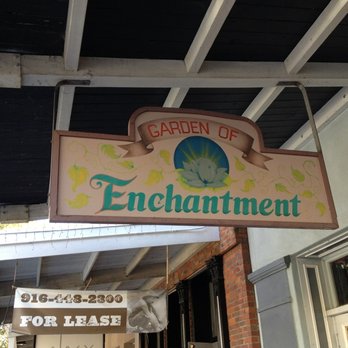 GARDEN OF
Enchantment
916-448-2300
FOR LEASE